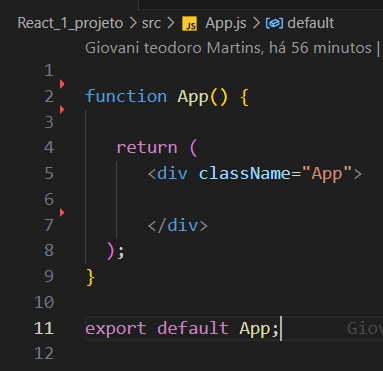 React_1_projeto > src > JS App.js > default
Giovani teodoro Martins, há 56 minutos |
1
2 function App() {
3
4 return (
5 <div className="App">
6
7 </div>
8 );
9 }
10
11 export default App; Giov
12